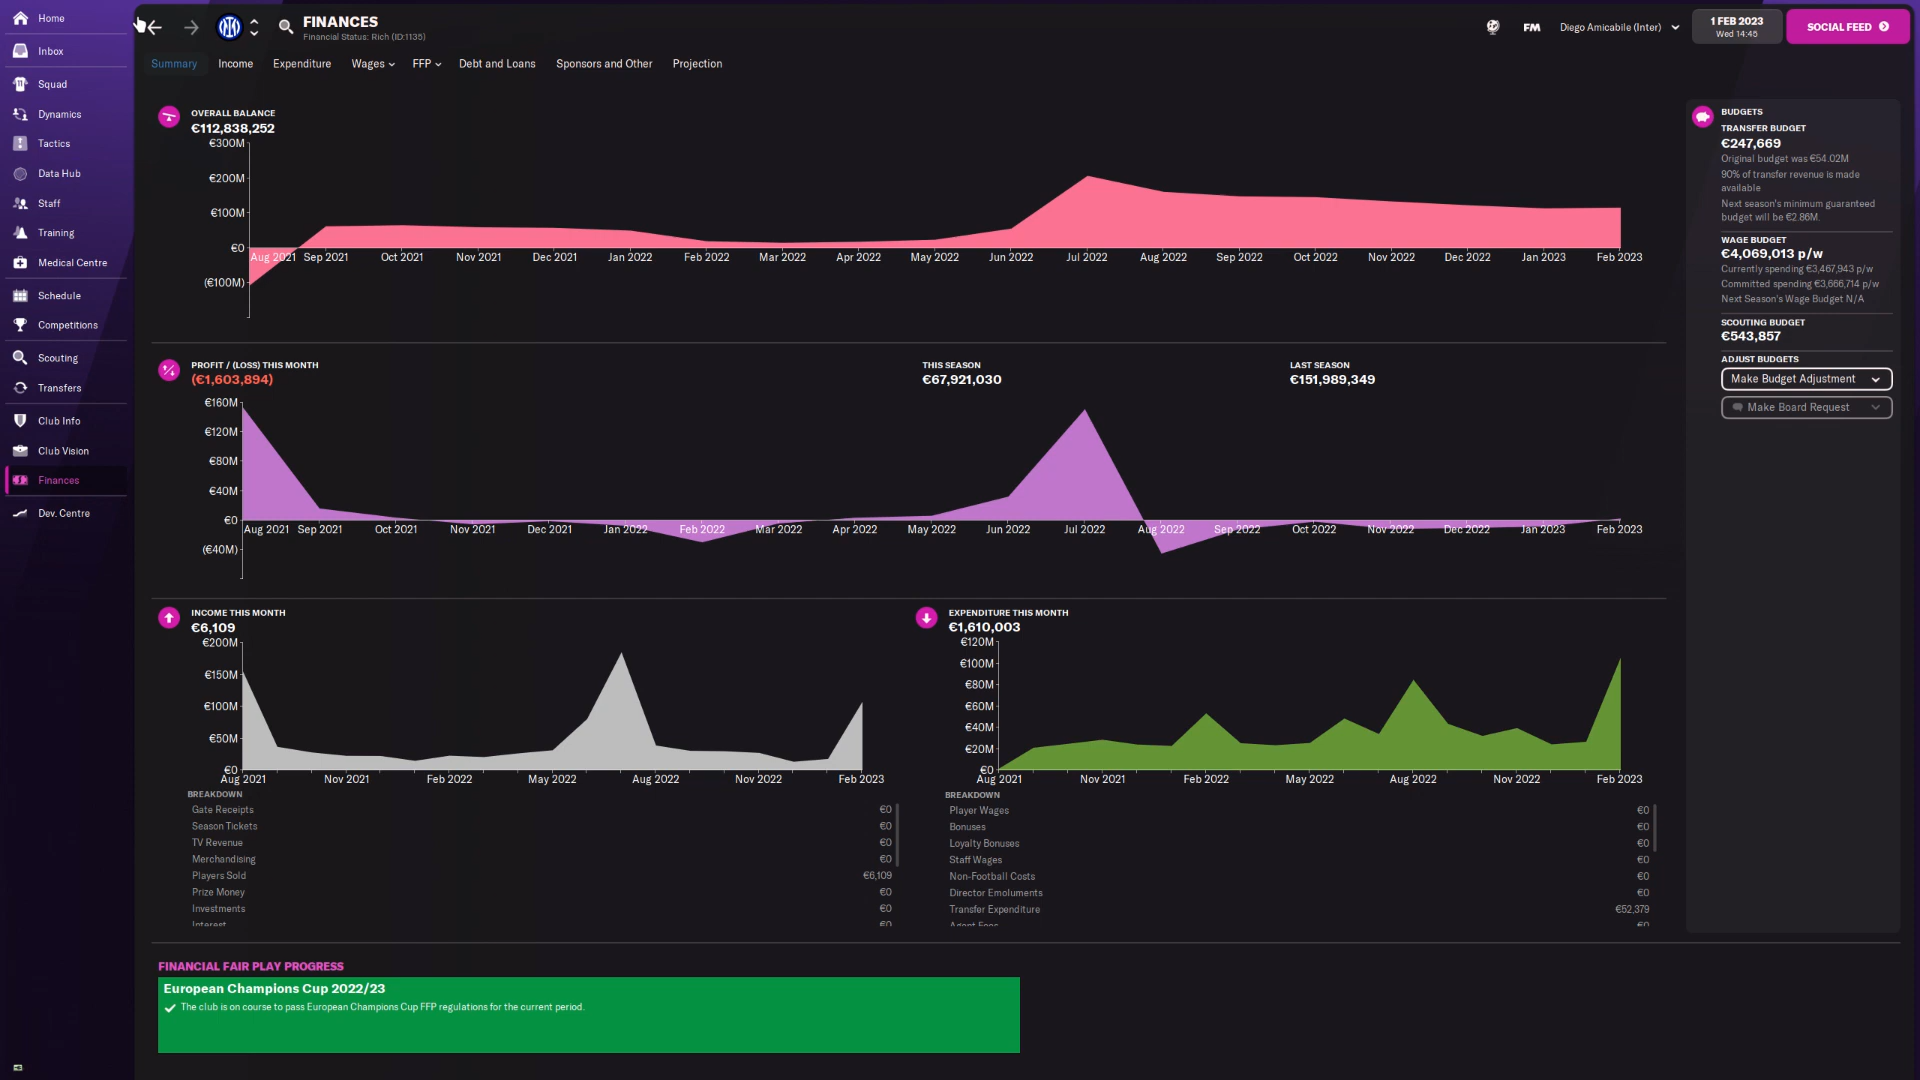 Home
Inbox
Squad
Dynamics
Tactics
Data Hub
Staff
Training
Medical Centre
Schedule
Competitions
Scouting
Transfers
Club Info
Club Vision
Finances
Dev. Centre
FINANCES
Financial Status: Rich (ID:1135)
FM
Diego Amicabile (Inter)
1 FEB 2023
Wed 14:45
SOCIAL FEED
Summary Income Expenditure Wages FFP Debt and Loans Sponsors and Other Projection
OVERALL BALANCE
€112,838,252
€300M
€200M
€100M
€0
(€100M)
Aug 2021 Sep 2021 Oct 2021 Nov 2021 Dec 2021 Jan 2022 Feb 2022 Mar 2022 Apr 2022 May 2022 Jun 2022 Jul 2022 Aug 2022 Sep 2022 Oct 2022 Nov 2022 Dec 2022 Jan 2023 Feb 2023
PROFIT / (LOSS) THIS MONTH
(€1,603,894)
THIS SEASON
€67,921,030
LAST SEASON
€151,989,349
€160M
€120M
€80M
€40M
€0
(€40M)
Aug 2021 Sep 2021 Oct 2021 Nov 2021 Dec 2021 Jan 2022 Feb 2022 Mar 2022 Apr 2022 May 2022 Jun 2022 Jul 2022 Aug 2022 Sep 2022 Oct 2022 Nov 2022 Dec 2022 Jan 2023 Feb 2023
INCOME THIS MONTH
€6,109
€200M
€150M
€100M
€50M
€0
Aug 2021 Nov 2021 Feb 2022 May 2022 Aug 2022 Nov 2022 Feb 2023
BREAKDOWN
Gate Receipts €0
Season Tickets €0
TV Revenue €0
Merchandising €0
Players Sold €6,109
Prize Money €0
Investments €0
Interest €0
EXPENDITURE THIS MONTH
€1,610,003
€120M
€100M
€80M
€60M
€40M
€20M
€0
Aug 2021 Nov 2021 Feb 2022 May 2022 Aug 2022 Nov 2022 Feb 2023
BREAKDOWN
Player Wages €0
Bonuses €0
Loyalty Bonuses €0
Staff Wages €0
Non-Football Costs €0
Director Emoluments €0
Transfer Expenditure €52,379
Agent Fees €0
BUDGETS
TRANSFER BUDGET
€247,669
Original budget was €54.02M
90% of transfer revenue is made
available
Next season's minimum guaranteed
budget will be €2.86M.
WAGE BUDGET
€4,069,013 p/w
Currently spending €3,467,943 p/w
Committed spending €3,666,714 p/w
Next Season's Wage Budget N/A
SCOUTING BUDGET
€543,857
ADJUST BUDGETS
Make Budget Adjustment
Make Board Request
FINANCIAL FAIR PLAY PROGRESS
European Champions Cup 2022/23
The club is on course to pass European Champions Cup FFP regulations for the current period.